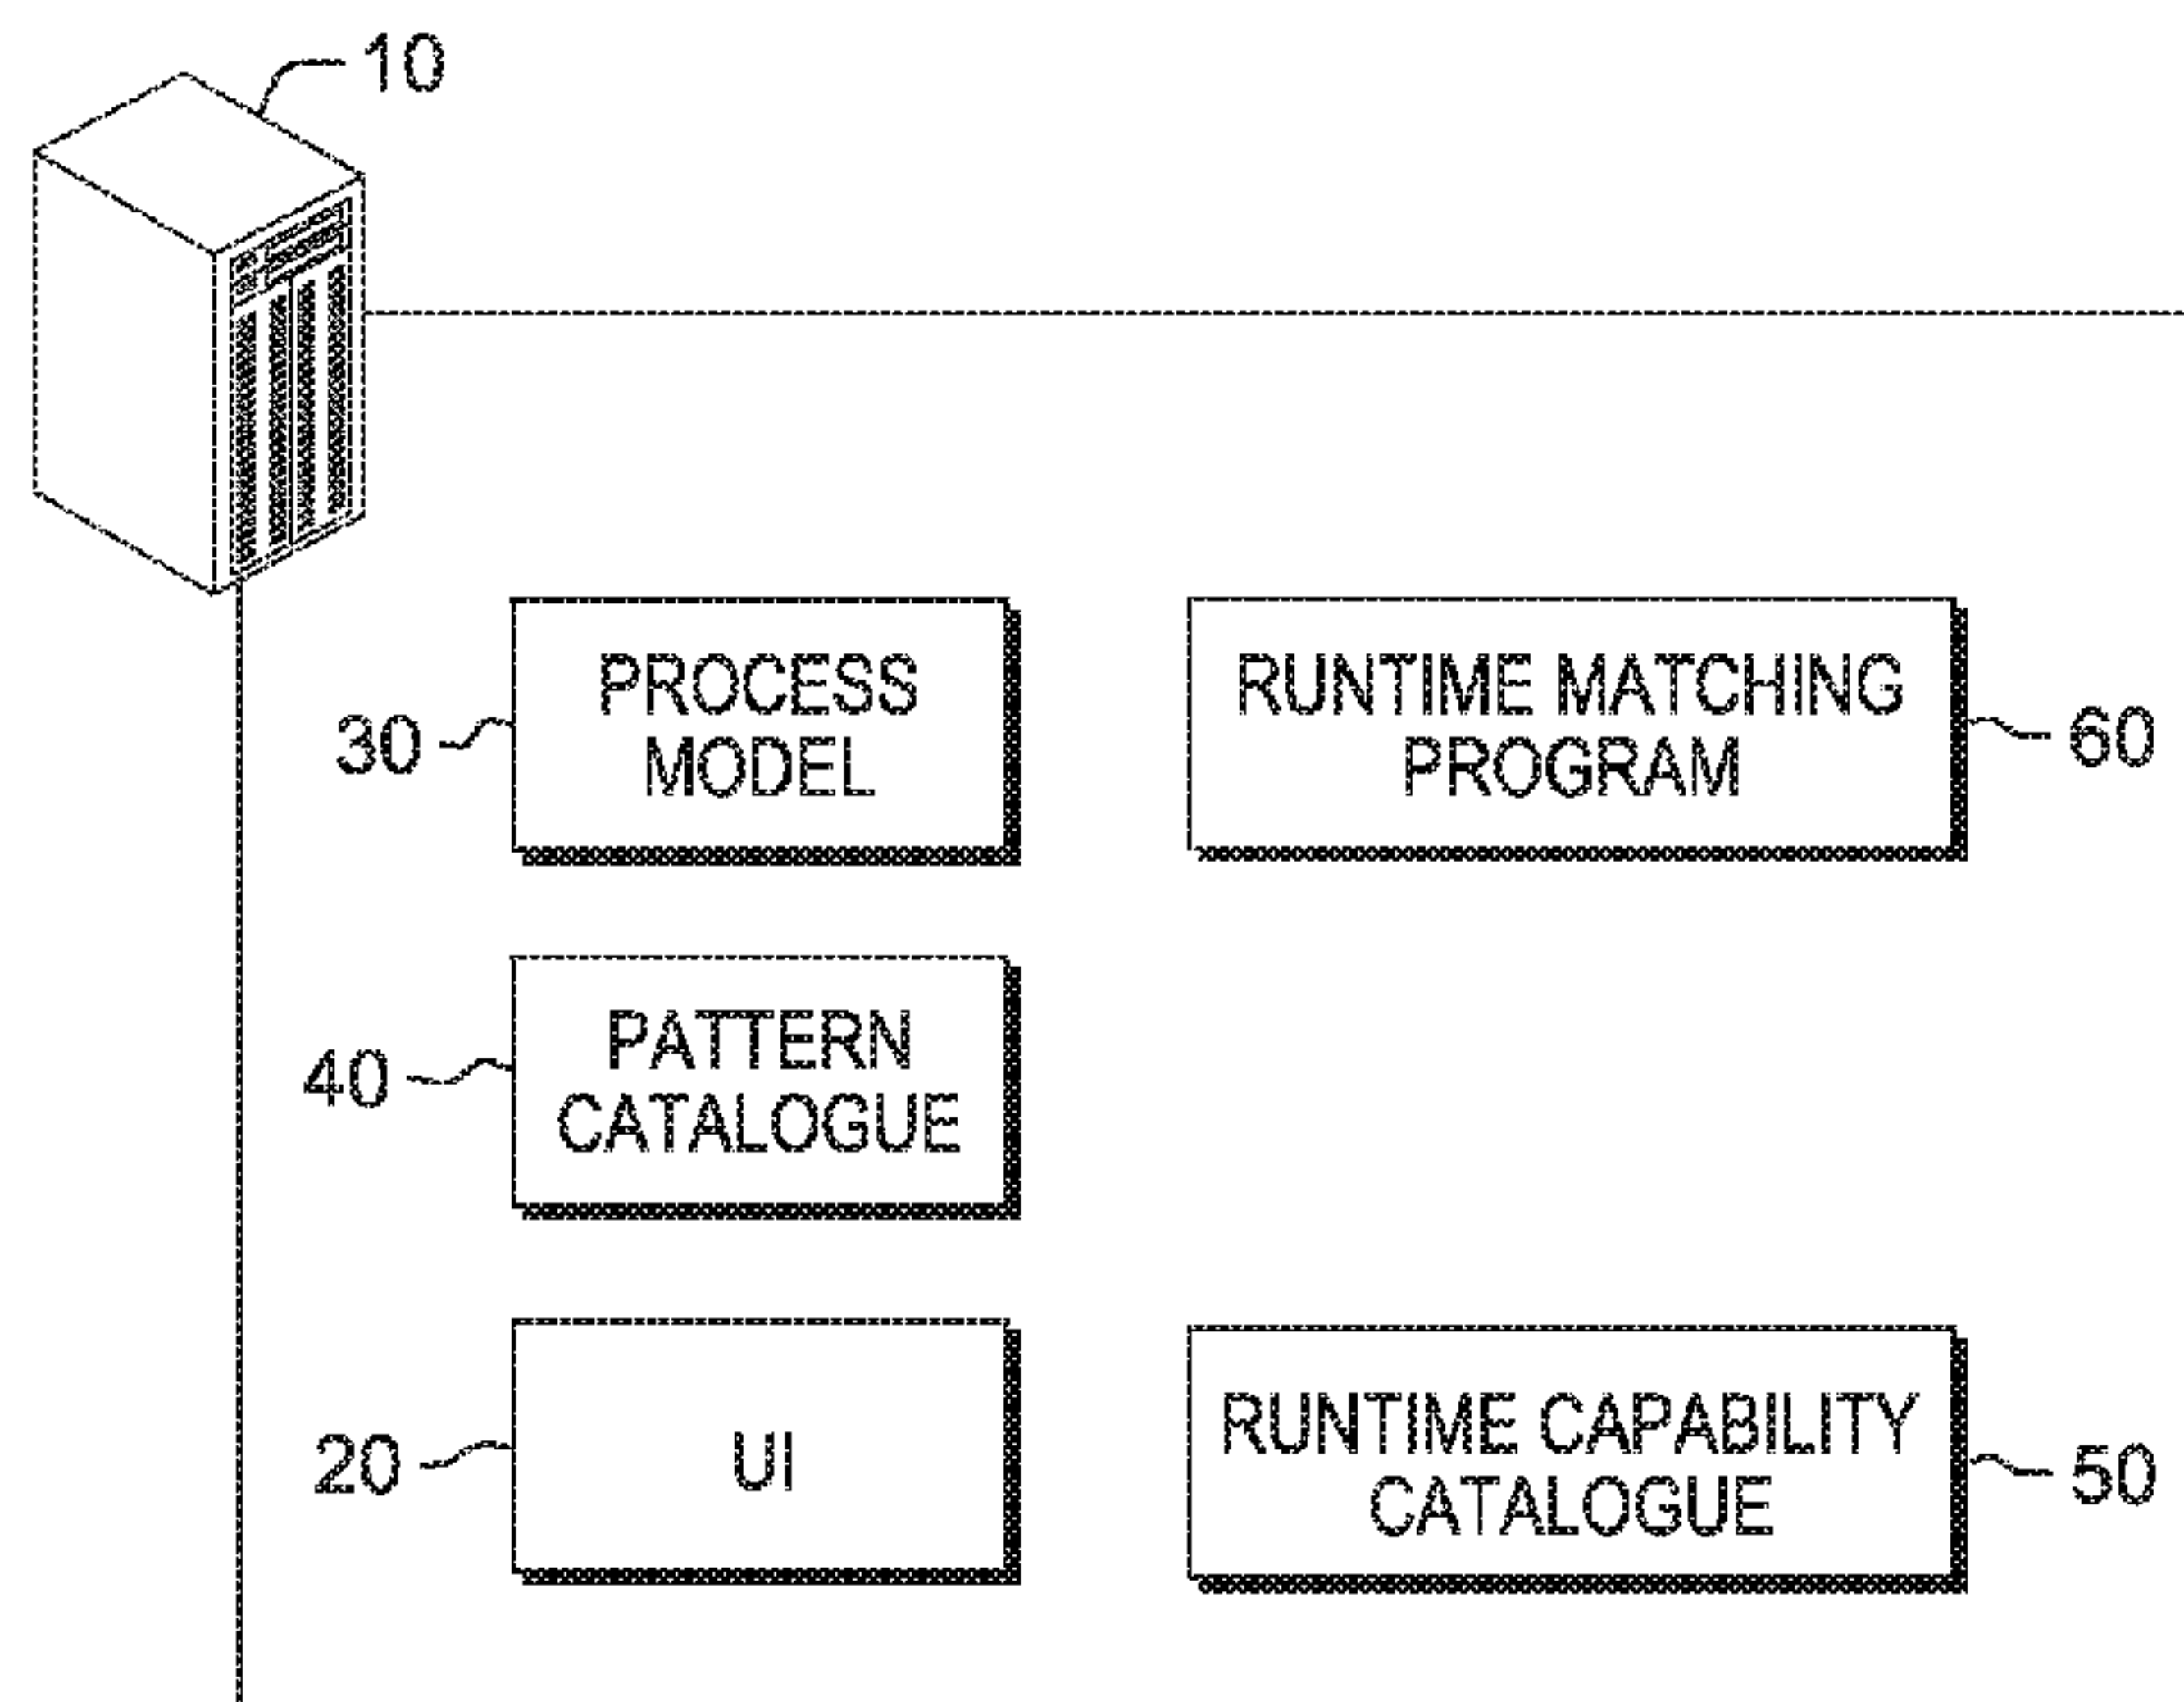 10
30
PROCESS
MODEL
RUNTIME MATCHING
PROGRAM
60
40
PATTERN
CATALOGUE
20
UI
RUNTIME CAPABILITY
CATALOGUE
50